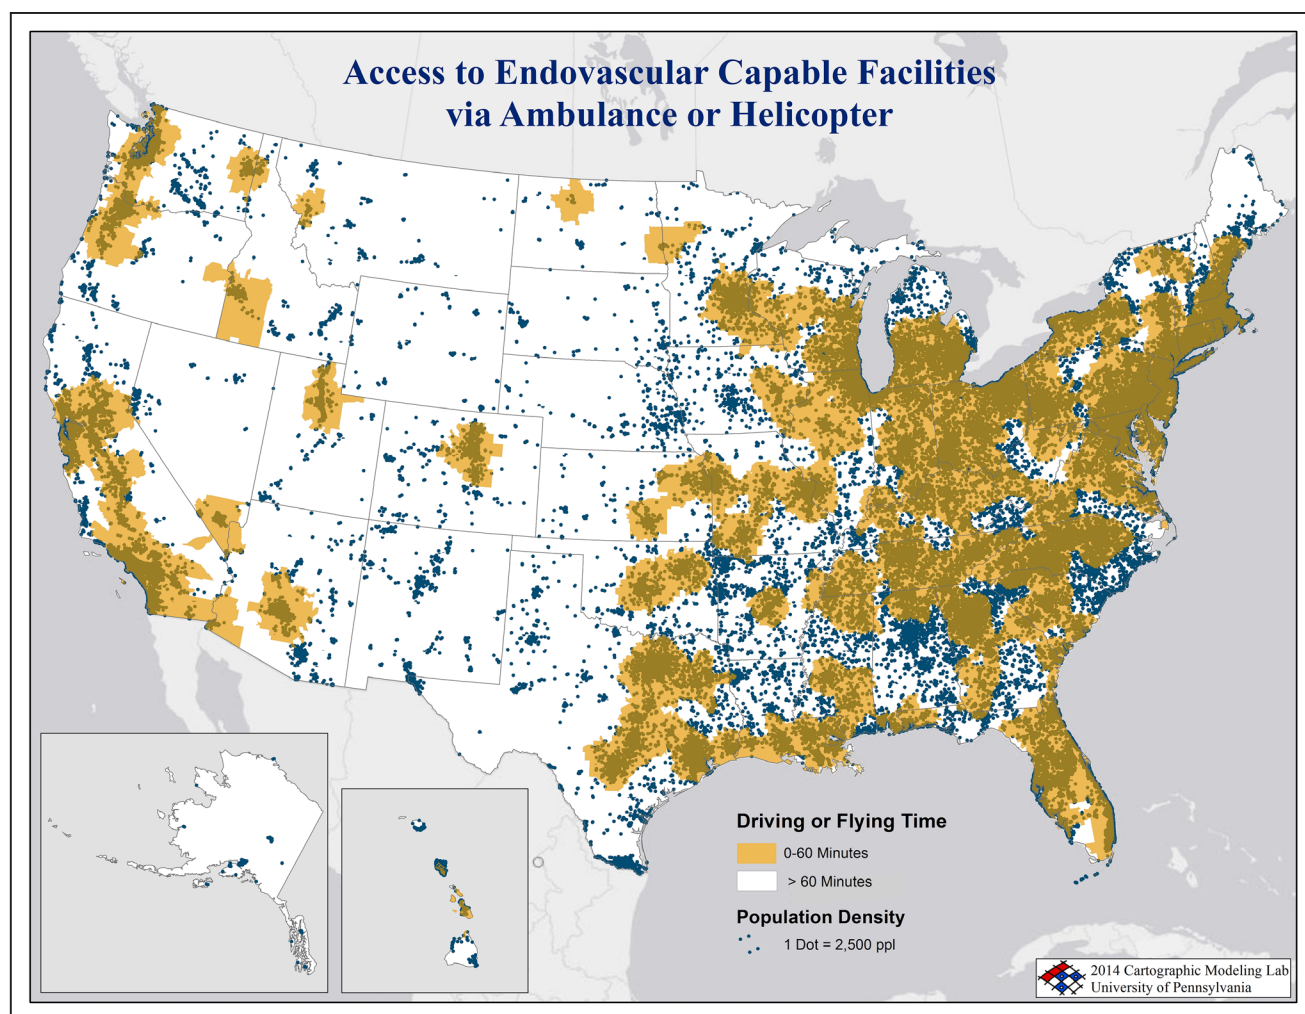 Access to Endovascular Capable Facilities
via Ambulance or Helicopter
Driving or Flying Time
0-60 Minutes
> 60 Minutes
Population Density
1 Dot = 2,500 ppl
2014 Cartographic Modeling Lab
University of Pennsylvania